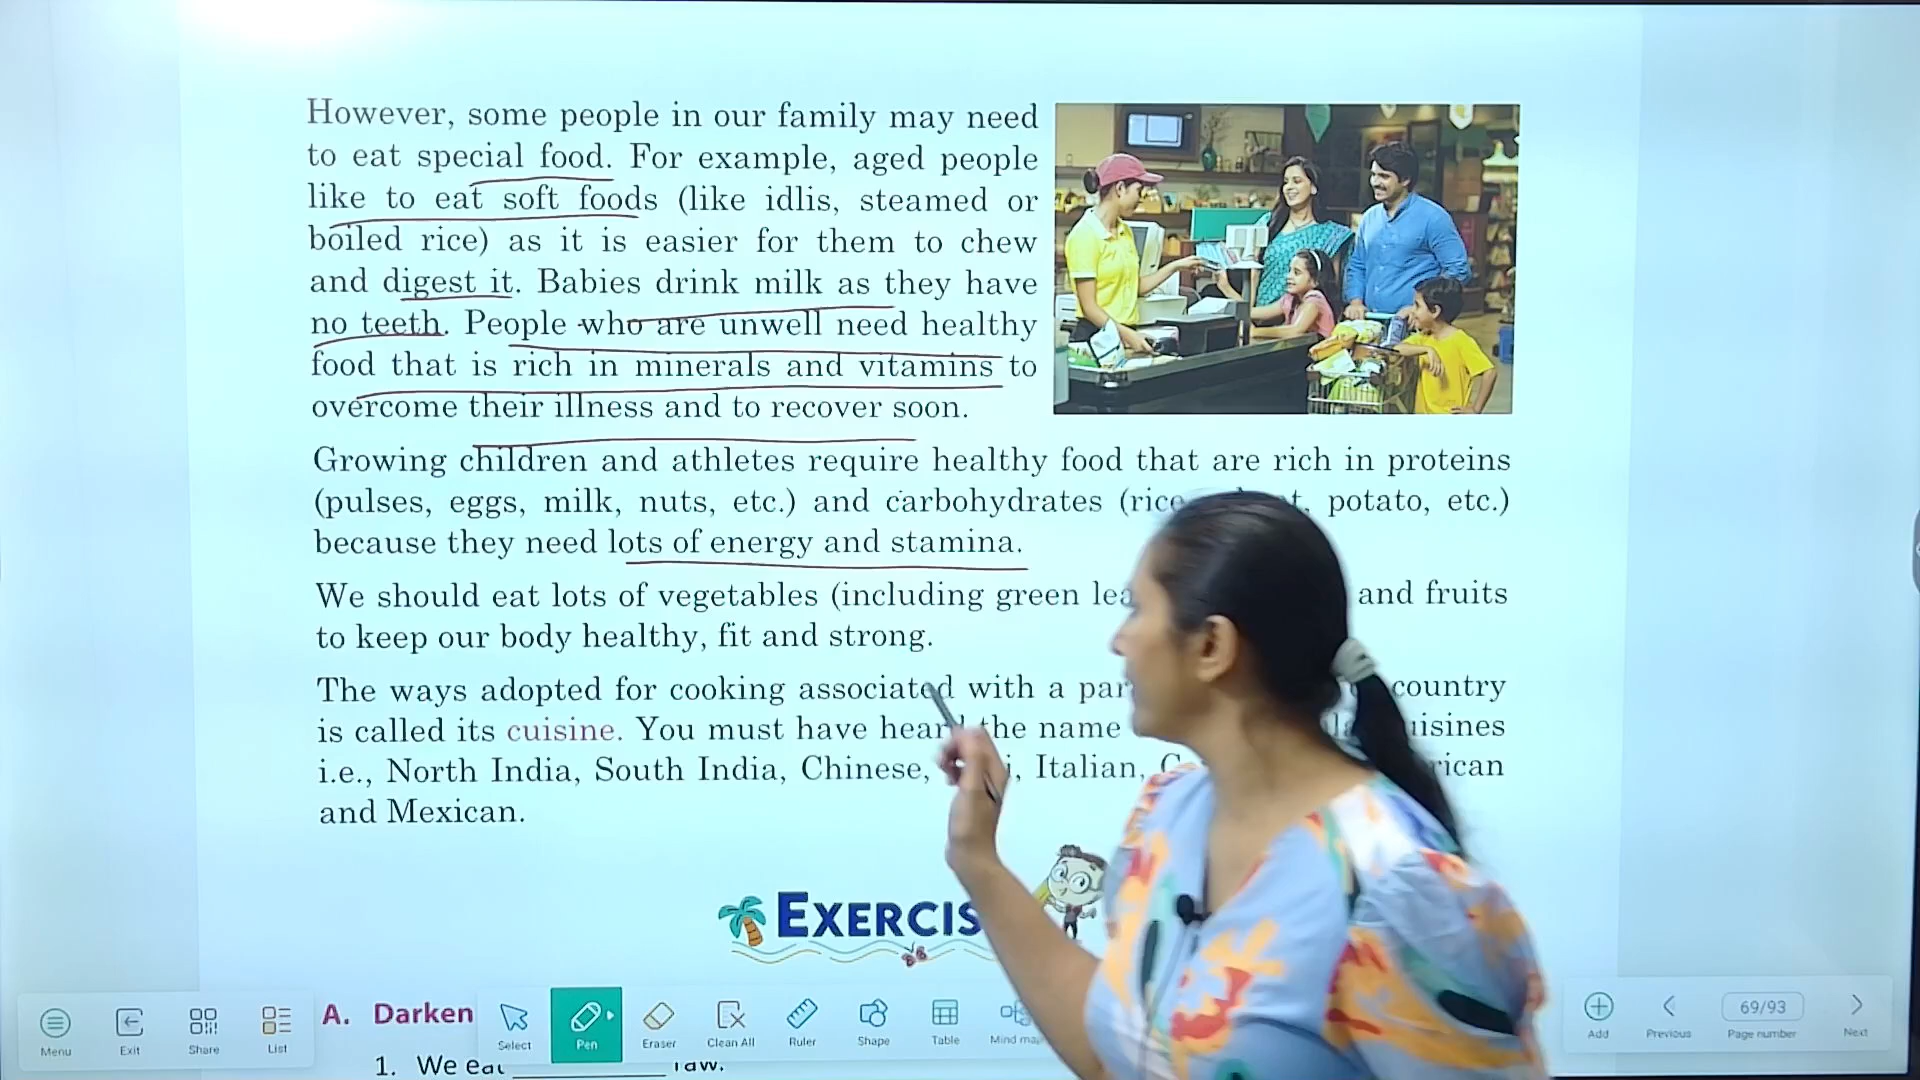 However, some people in our family may need
to eat special food. For example, aged people
like to eat soft foods (like idlis, steamed or
boiled rice) as it is easier for them to chew
and digest it. Babies drink milk as they have
no teeth. People who are unwell need healthy
food that is rich in minerals and vitamins to
overcome their illness and to recover soon.
Growing children and athletes require healthy food that are rich in proteins
(pulses, eggs, milk, nuts, etc.) and carbohydrates (rice potato, etc.)
because they need lots of energy and stamina.
We should eat lots of vegetables (including green and fruits
to keep our body healthy, fit and strong.
The ways adopted for cooking associated with a country
is called its cuisine. You must have heard the name
i.e., North India, South India, Chinese, Italian,
and Mexican.
A. Darken
1. We eat raw.
Menu Exit Share List Select Pen Eraser Clean All Ruler Shape Table Add Previous 69/93 Page number Next